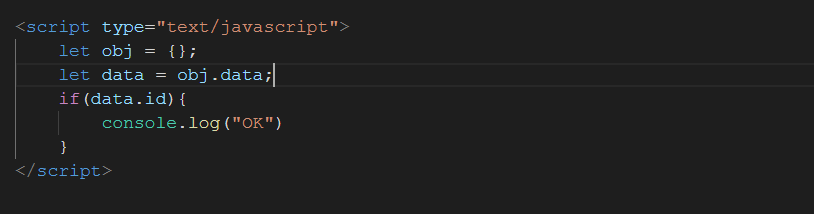 <script type="text/javascript">
    let obj = {};
    let data = obj.data;
    if(data.id){
        console.log("OK")
    }
</script>